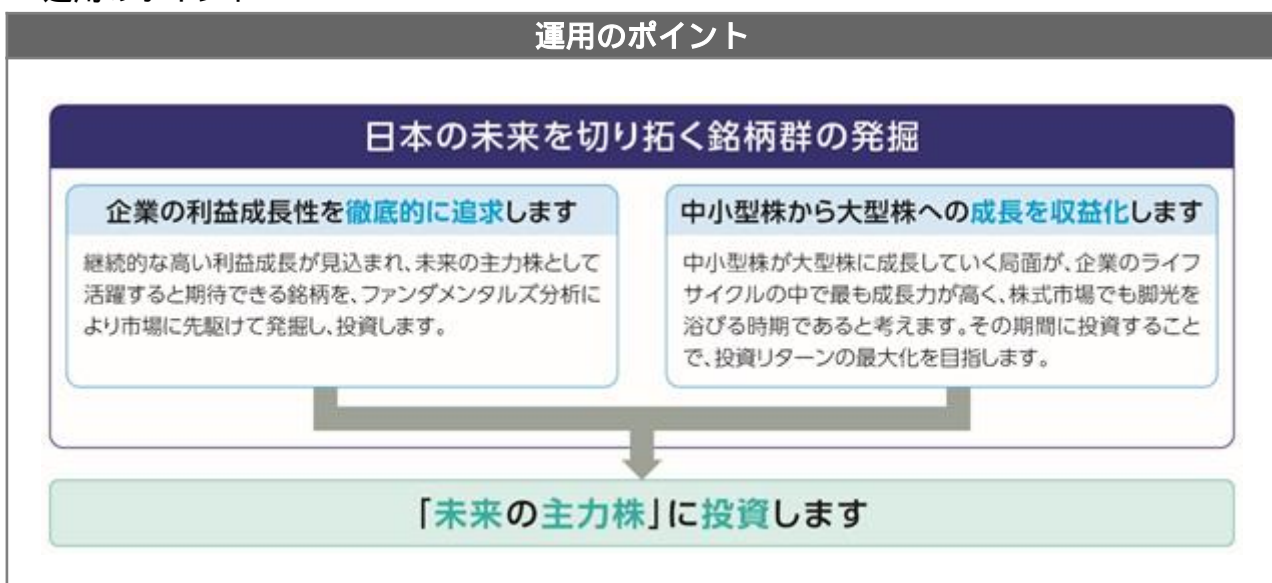 運用のポイント
日本の未来を切り拓く銘柄群の発掘
企業の利益成長性を徹底的に追求します
継続的な高い利益成長が見込まれ、未来の主力株として
活躍すると期待できる銘柄を、ファンダメンタルズ分析に
より市場に先駆けて発掘し、投資します。
中小型株から大型株への成長を収益化します
中小型株が大型株に成長していく局面が、企業のライフ
サイクルの中で最も成長力が高く、株式市場でも脚光を
浴びる時期であると考えます。その期間に投資すること
で、投資リターンの最大化を目指します。
「未来の主力株」に投資します